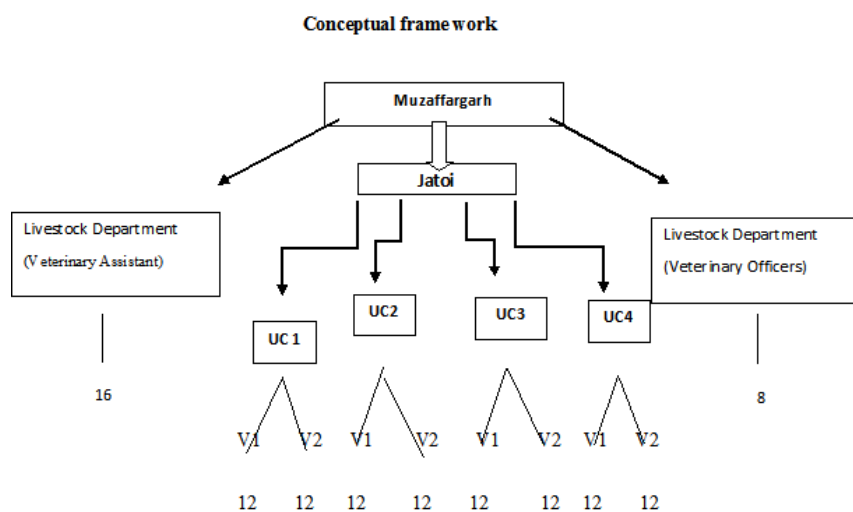 Conceptual frame work
Muzaffargarh
Jatoi
Livestock Department
(Veterinary Assistant)
Livestock Department
(Veterinary Officers)
UC 1
UC2
UC3
UC4
16
8
V1 V2 V1 V2 V1 V2 V1 V2
12 12 12 12 12 12 12 12